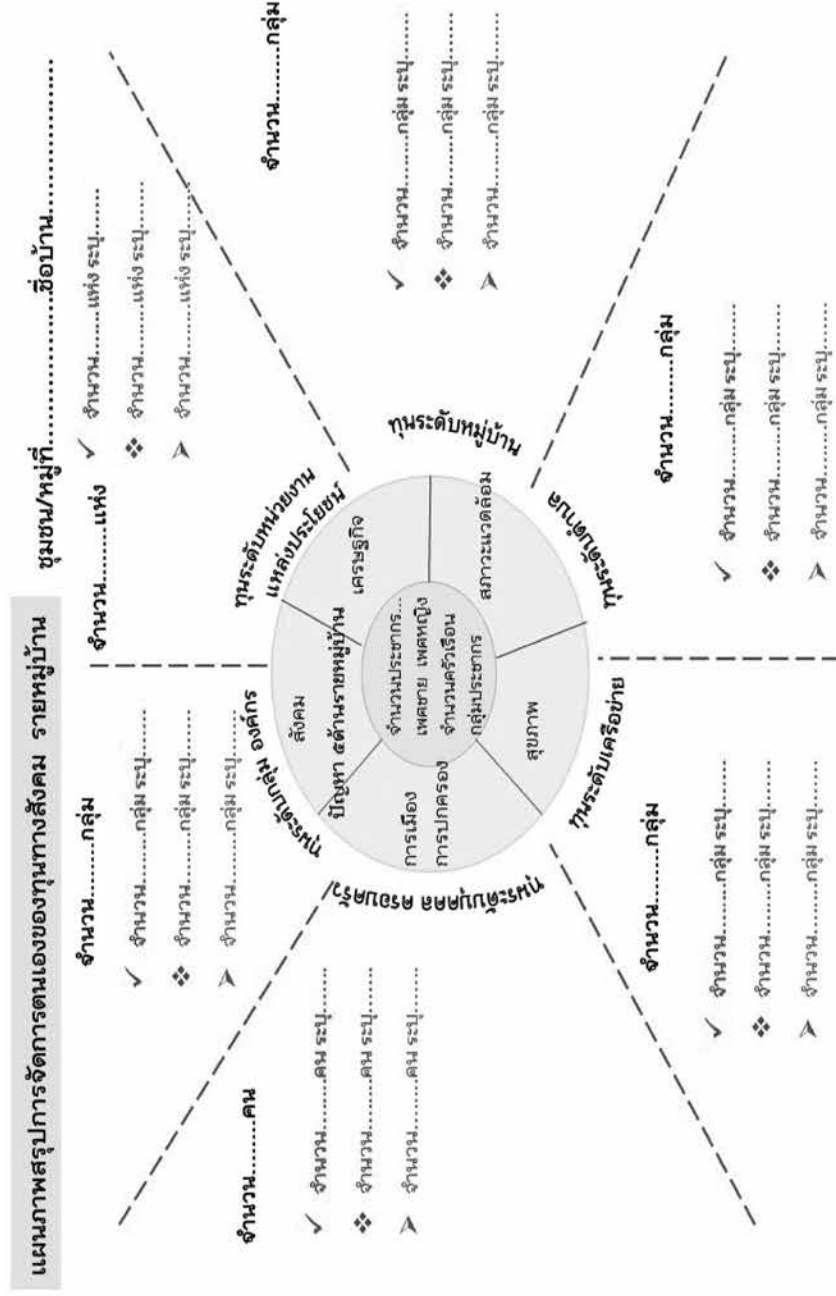 แผนภาพสรุปการจัดการตนเองของทุนทางสังคม รายหมู่บ้าน
ชุมชน/หมู่ที่.........................ชื่อบ้าน.........................
จำนวน.........กลุ่ม
✓ จำนวน.........กลุ่ม ระบุ........
❖ จำนวน.........กลุ่ม ระบุ........
➢ จำนวน.........กลุ่ม ระบุ........
จำนวน.........แห่ง
✓ จำนวน.........แห่ง ระบุ........
❖ จำนวน.........แห่ง ระบุ........
➢ จำนวน.........แห่ง ระบุ........
จำนวน.........คน
✓ จำนวน.........คน ระบุ........
❖ จำนวน.........คน ระบุ........
➢ จำนวน.........คน ระบุ........
ทุนระดับบุคคล ครอบครัว
ทุนระดับกลุ่ม องค์กร
ทุนระดับหน่วยงาน
แหล่งประโยชน์
ทุนระดับหมู่บ้าน
ทุนระดับตำบล
ทุนระดับเครือข่าย
สังคม
ปัญหา ๕ด้านรายหมู่บ้าน
เศรษฐกิจ
การเมือง
การปกครอง
จำนวนประชากร...
เพศชาย เพศหญิง
จำนวนครัวเรือน
กลุ่มประชากร
สภาวะแวดล้อม
สุขภาพ
จำนวน.........กลุ่ม
✓ จำนวน.........กลุ่ม ระบุ........
❖ จำนวน.........กลุ่ม ระบุ........
➢ จำนวน.........กลุ่ม ระบุ........
จำนวน.........กลุ่ม
✓ จำนวน.........กลุ่ม ระบุ........
❖ จำนวน.........กลุ่ม ระบุ........
➢ จำนวน.........กลุ่ม ระบุ........
จำนวน.........กลุ่ม
✓ จำนวน.........กลุ่ม ระบุ........
❖ จำนวน.........กลุ่ม ระบุ........
➢ จำนวน.........กลุ่ม ระบุ........